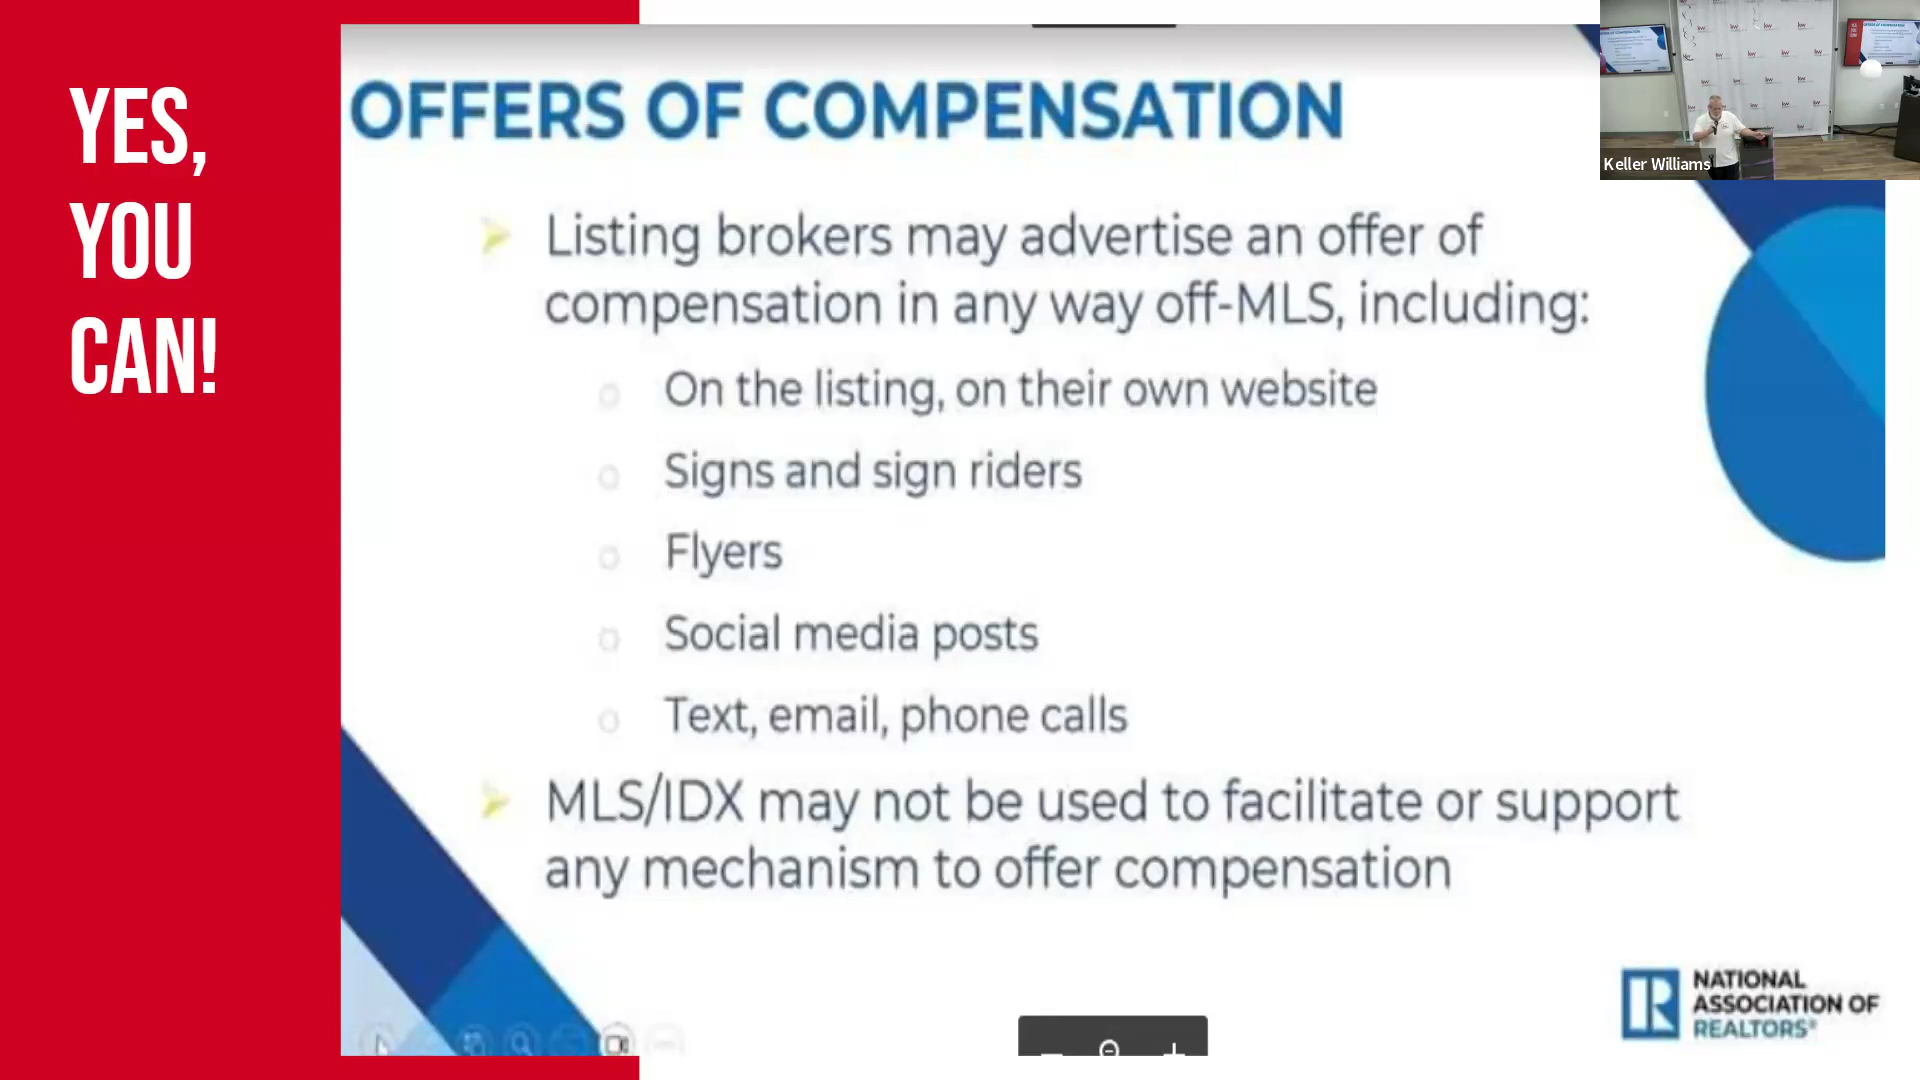 YES,
YOU
CAN!
OFFERS OF COMPENSATION
Listing brokers may advertise an offer of
compensation in any way off-MLS, including:
On the listing, on their own website
Signs and sign riders
Flyers
Social media posts
Text, email, phone calls
MLS/IDX may not be used to facilitate or support
any mechanism to offer compensation
NATIONAL
ASSOCIATION OF
REALTORS®
Keller Williams